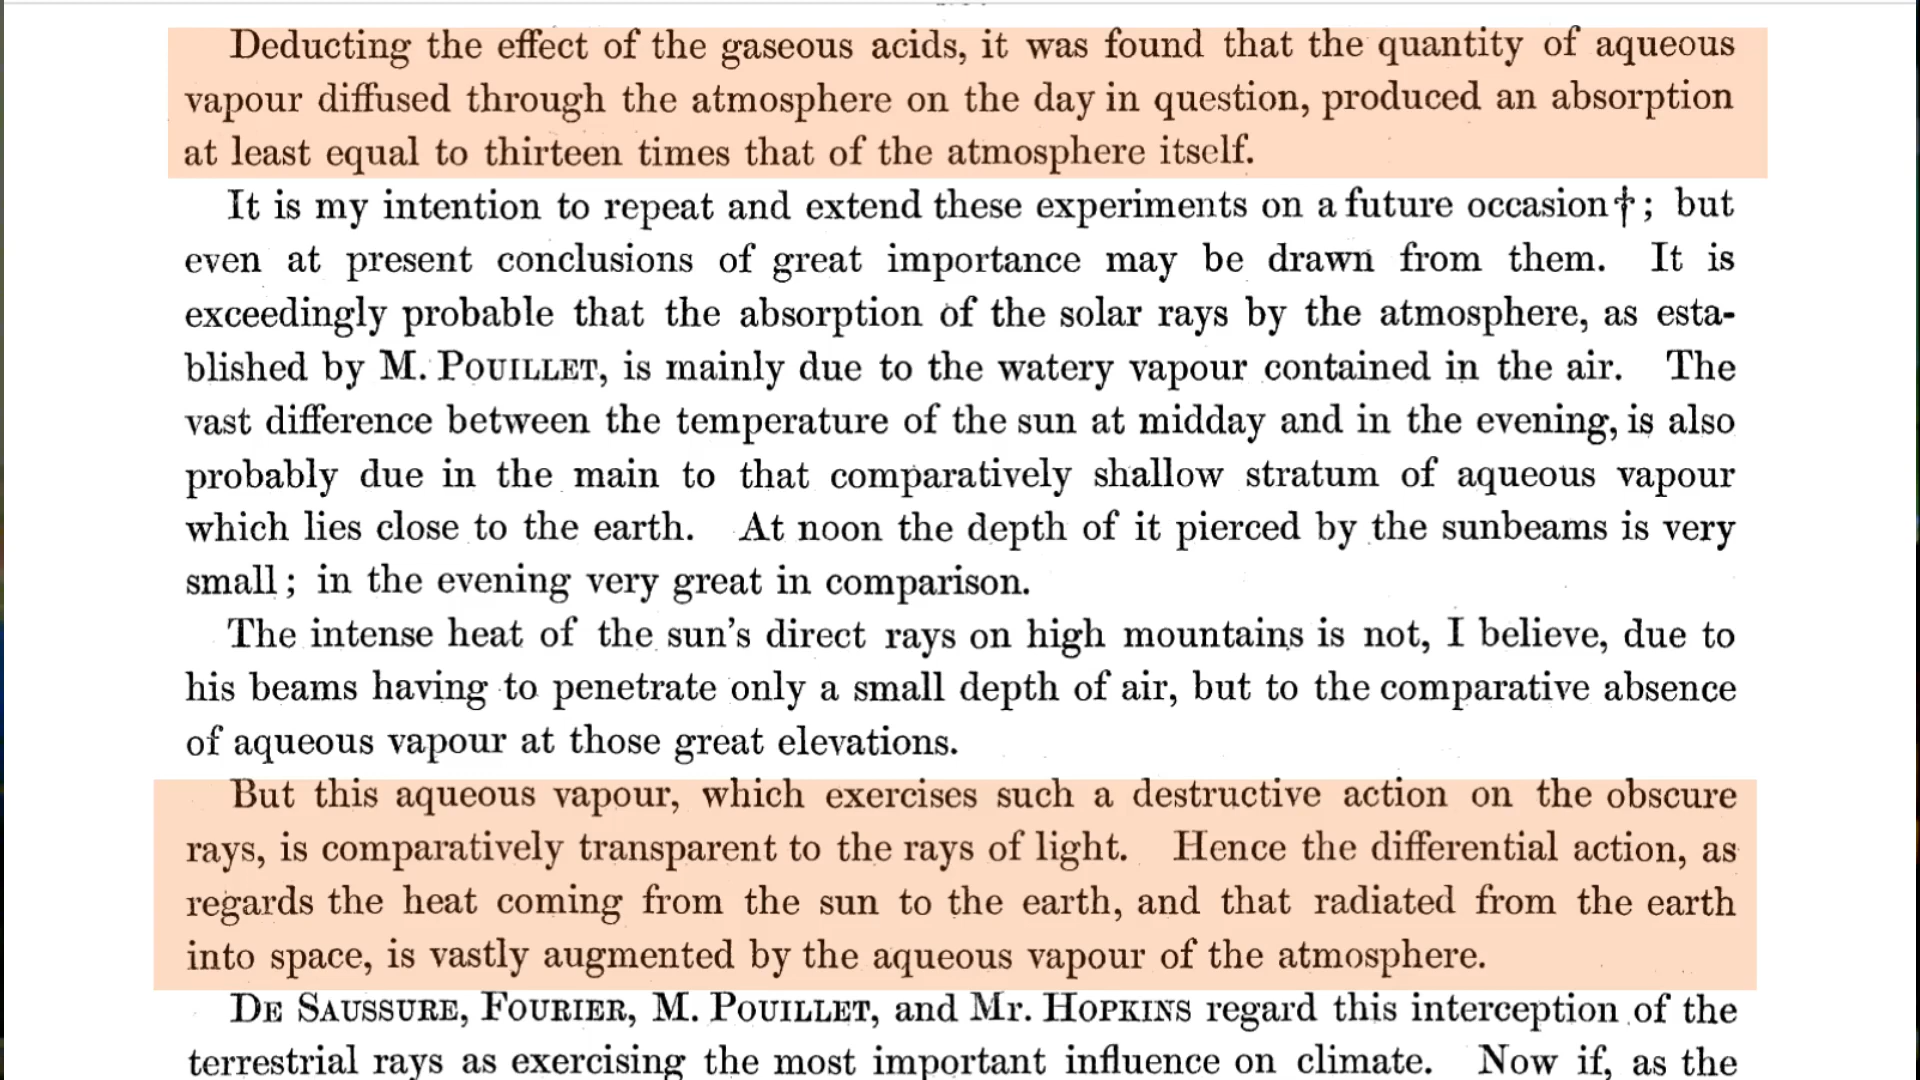 Deducting the effect of the gaseous acids, it was found that the quantity of aqueous
vapour diffused through the atmosphere on the day in question, produced an absorption
at least equal to thirteen times that of the atmosphere itself.
It is my intention to repeat and extend these experiments on a future occasion†; but
even at present conclusions of great importance may be drawn from them. It is
exceedingly probable that the absorption of the solar rays by the atmosphere, as esta-
blished by M. POUILLET, is mainly due to the watery vapour contained in the air. The
vast difference between the temperature of the sun at midday and in the evening, is also
probably due in the main to that comparatively shallow stratum of aqueous vapour
which lies close to the earth. At noon the depth of it pierced by the sunbeams is very
small; in the evening very great in comparison.
The intense heat of the sun's direct rays on high mountains is not, I believe, due to
his beams having to penetrate only a small depth of air, but to the comparative absence
of aqueous vapour at those great elevations.
But this aqueous vapour, which exercises such a destructive action on the obscure
rays, is comparatively transparent to the rays of light. Hence the differential action, as
regards the heat coming from the sun to the earth, and that radiated from the earth
into space, is vastly augmented by the aqueous vapour of the atmosphere.
DE SAUSSURE, FOURIER, M. POUILLET, and Mr. HOPKINS regard this interception of the
terrestrial rays as exercising the most important influence on climate. Now if, as the